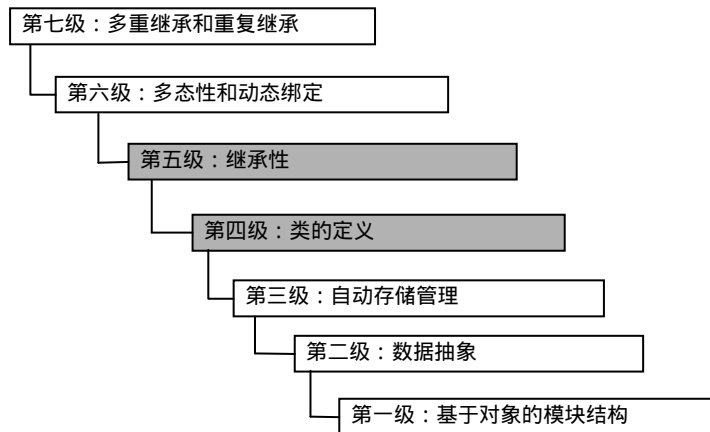 第七级：多重继承和重复继承
第六级：多态性和动态绑定
第五级：继承性
第四级：类的定义
第三级：自动存储管理
第二级：数据抽象
第一级：基于对象的模块结构